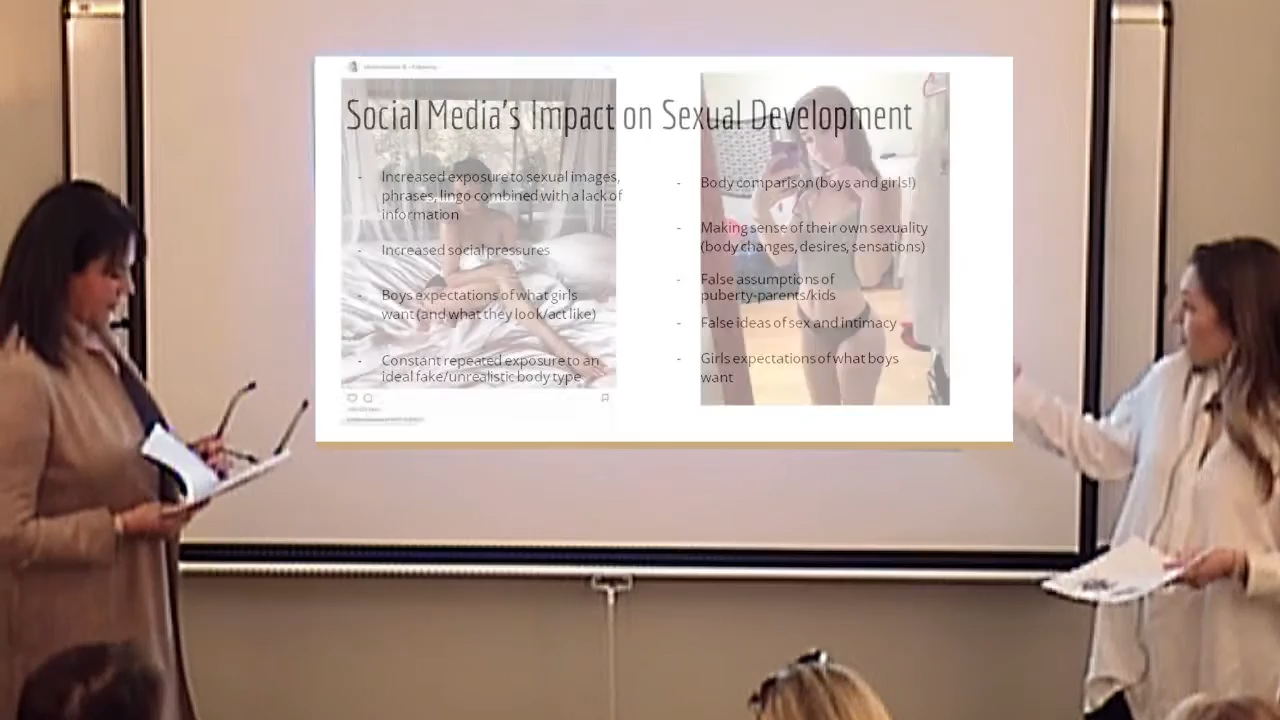 Social Media's Impact on Sexual Development
- Increased exposure to sexual images,
phrases, lingo combined with a lack of
information
- Increased social pressures
- Boys expectations of what girls
want (and what they look/act like)
- Constant repeated exposure to an
ideal fake/unrealistic body type
- Body comparison (boys and girls!)
- Making sense of their own sexuality
(body changes, desires, sensations)
- False assumptions of
puberty-parents/kids
- False ideas of sex and intimacy
- Girls expectations of what boys
want